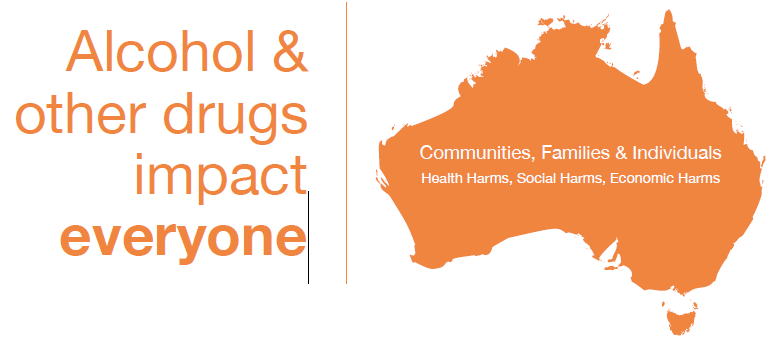 Alcohol &
other drugs
impact
everyone
Communities, Families & Individuals
Health Harms, Social Harms, Economic Harms